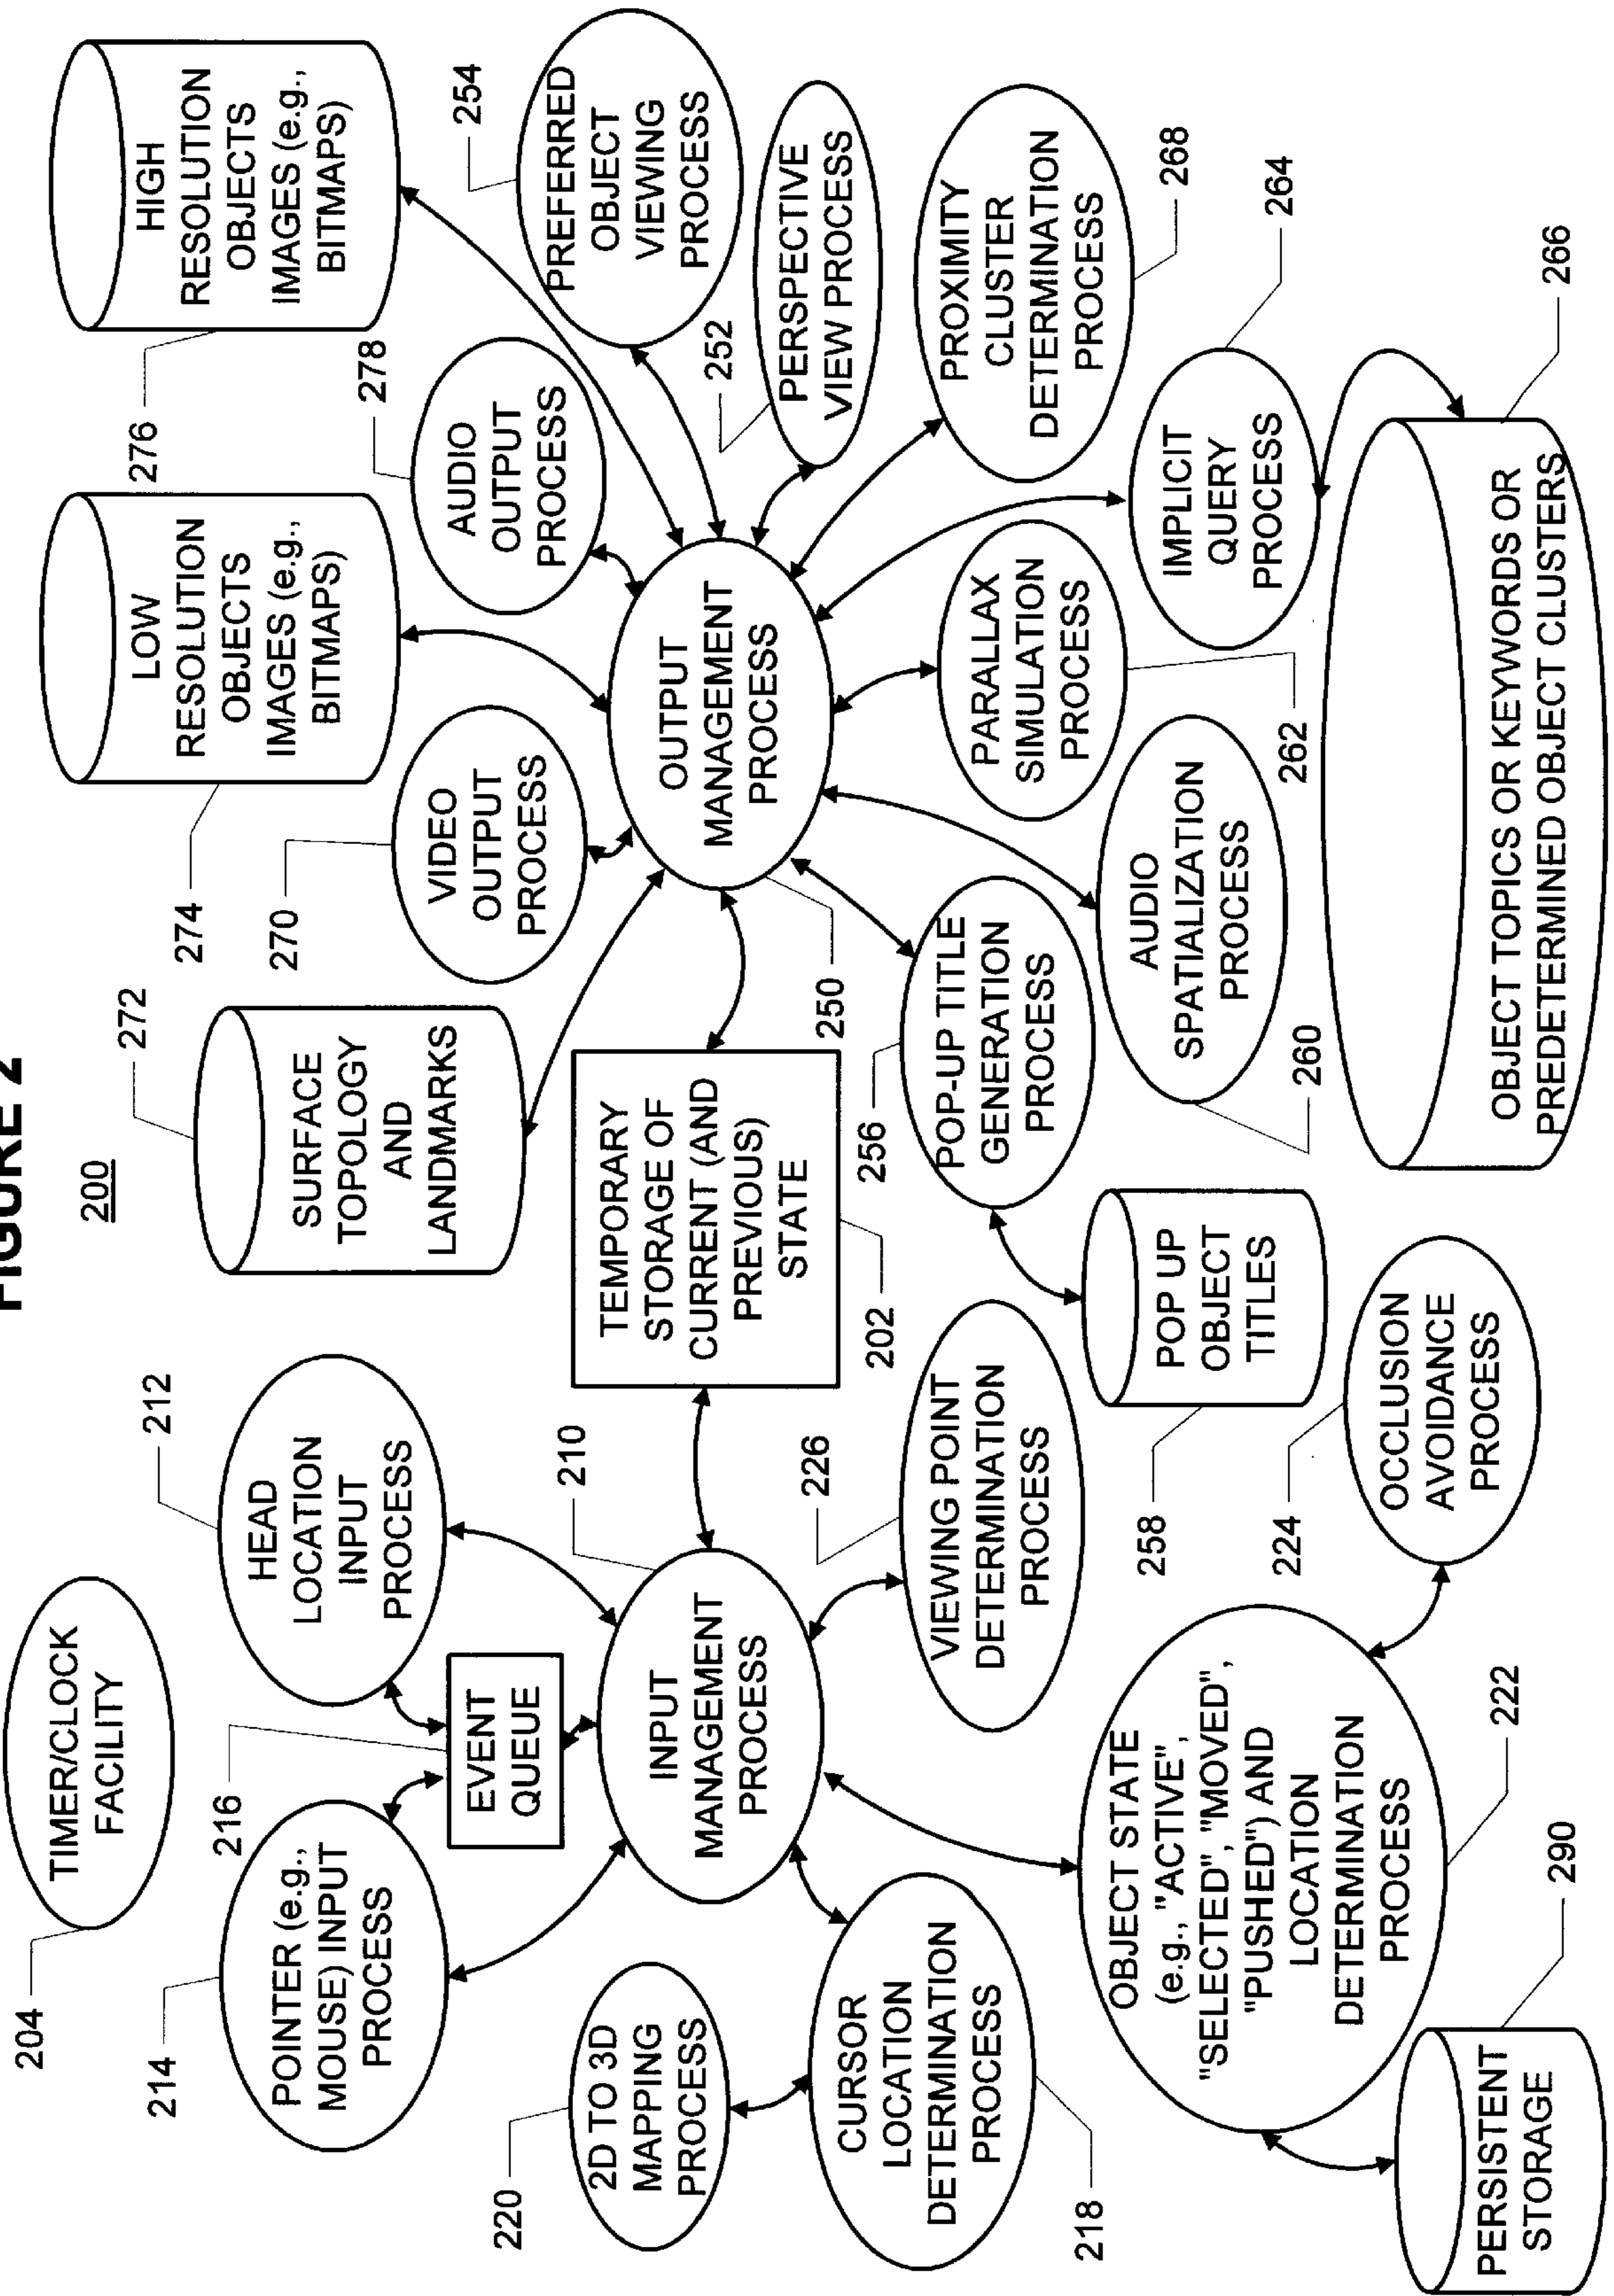 FIGURE 2
200
TIMER/CLOCK
FACILITY
204
HEAD
LOCATION
INPUT
PROCESS
212
POINTER (e.g.,
MOUSE) INPUT
PROCESS
214
EVENT
QUEUE
216
INPUT
MANAGEMENT
PROCESS
210
2D TO 3D
MAPPING
PROCESS
220
CURSOR
LOCATION
DETERMINATION
PROCESS
218
VIEWING POINT
DETERMINATION
PROCESS
226
OBJECT STATE
(e.g., "ACTIVE",
"SELECTED", "MOVED",
"PUSHED") AND
LOCATION
DETERMINATION
PROCESS
222
PERSISTENT
STORAGE
290
OCCLUSION
AVOIDANCE
PROCESS
224
TEMPORARY
STORAGE OF
CURRENT (AND
PREVIOUS)
STATE
202
SURFACE
TOPOLOGY
AND
LANDMARKS
272
VIDEO
OUTPUT
PROCESS
270
LOW
RESOLUTION
OBJECTS
IMAGES (e.g.,
BITMAPS)
274
AUDIO
OUTPUT
PROCESS
278
HIGH
RESOLUTION
OBJECTS
IMAGES (e.g.,
BITMAPS)
276
OUTPUT
MANAGEMENT
PROCESS
250
PREFERRED
OBJECT
VIEWING
PROCESS
254
PERSPECTIVE
VIEW PROCESS
252
PROXIMITY
CLUSTER
DETERMINATION
PROCESS
268
IMPLICIT
QUERY
PROCESS
264
PARALLAX
SIMULATION
PROCESS
262
AUDIO
SPATIALIZATION
PROCESS
260
POP-UP TITLE
GENERATION
PROCESS
256
POP UP
OBJECT
TITLES
258
OBJECT TOPICS OR KEYWORDS OR
PREDETERMINED OBJECT CLUSTERS
266